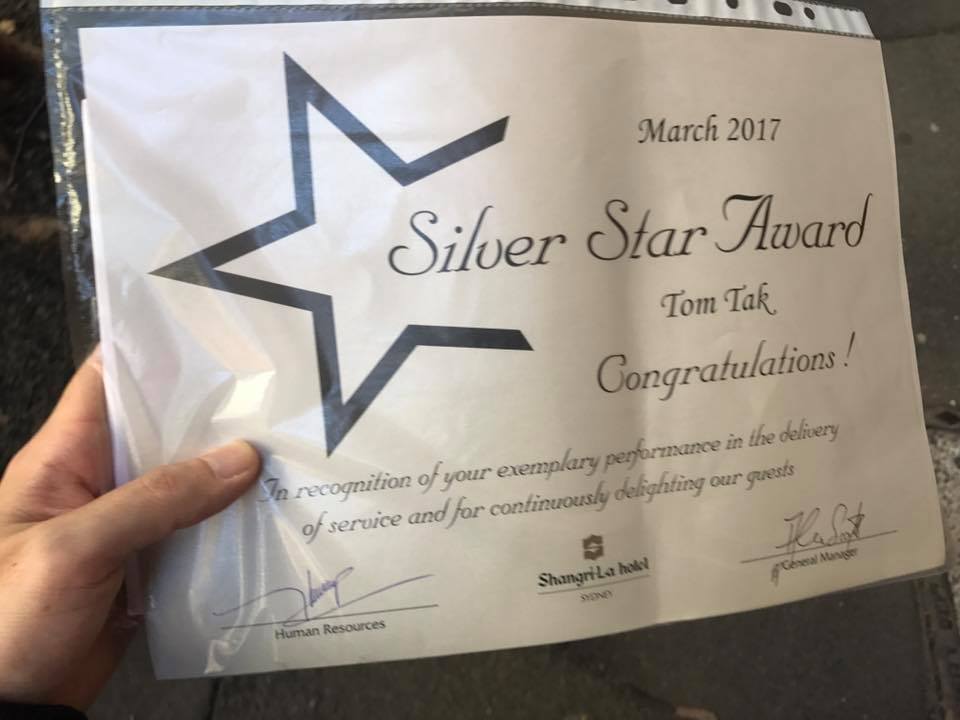 March 2017
Silver Star Award
Tom Tak
Congratulations !
In recognition of your exemplary performance in the delivery
of service and for continuously delighting our guests
Human Resources
Shangri-La hotel
SYDNEY
General Manager